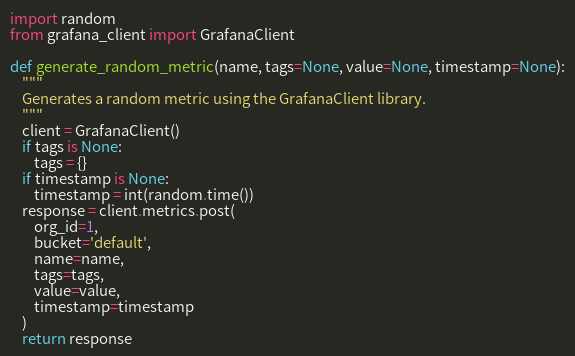 import random
from grafana_client import GrafanaClient

def generate_random_metric(name, tags=None, value=None, timestamp=None):
    """
    Generates a random metric using the GrafanaClient library.
    """
    client = GrafanaClient()
    if tags is None:
        tags = {}
    if timestamp is None:
        timestamp = int(random.time())
    response = client.metrics.post(
        org_id=1,
        bucket='default',
        name=name,
        tags=tags,
        value=value,
        timestamp=timestamp
    )
    return response